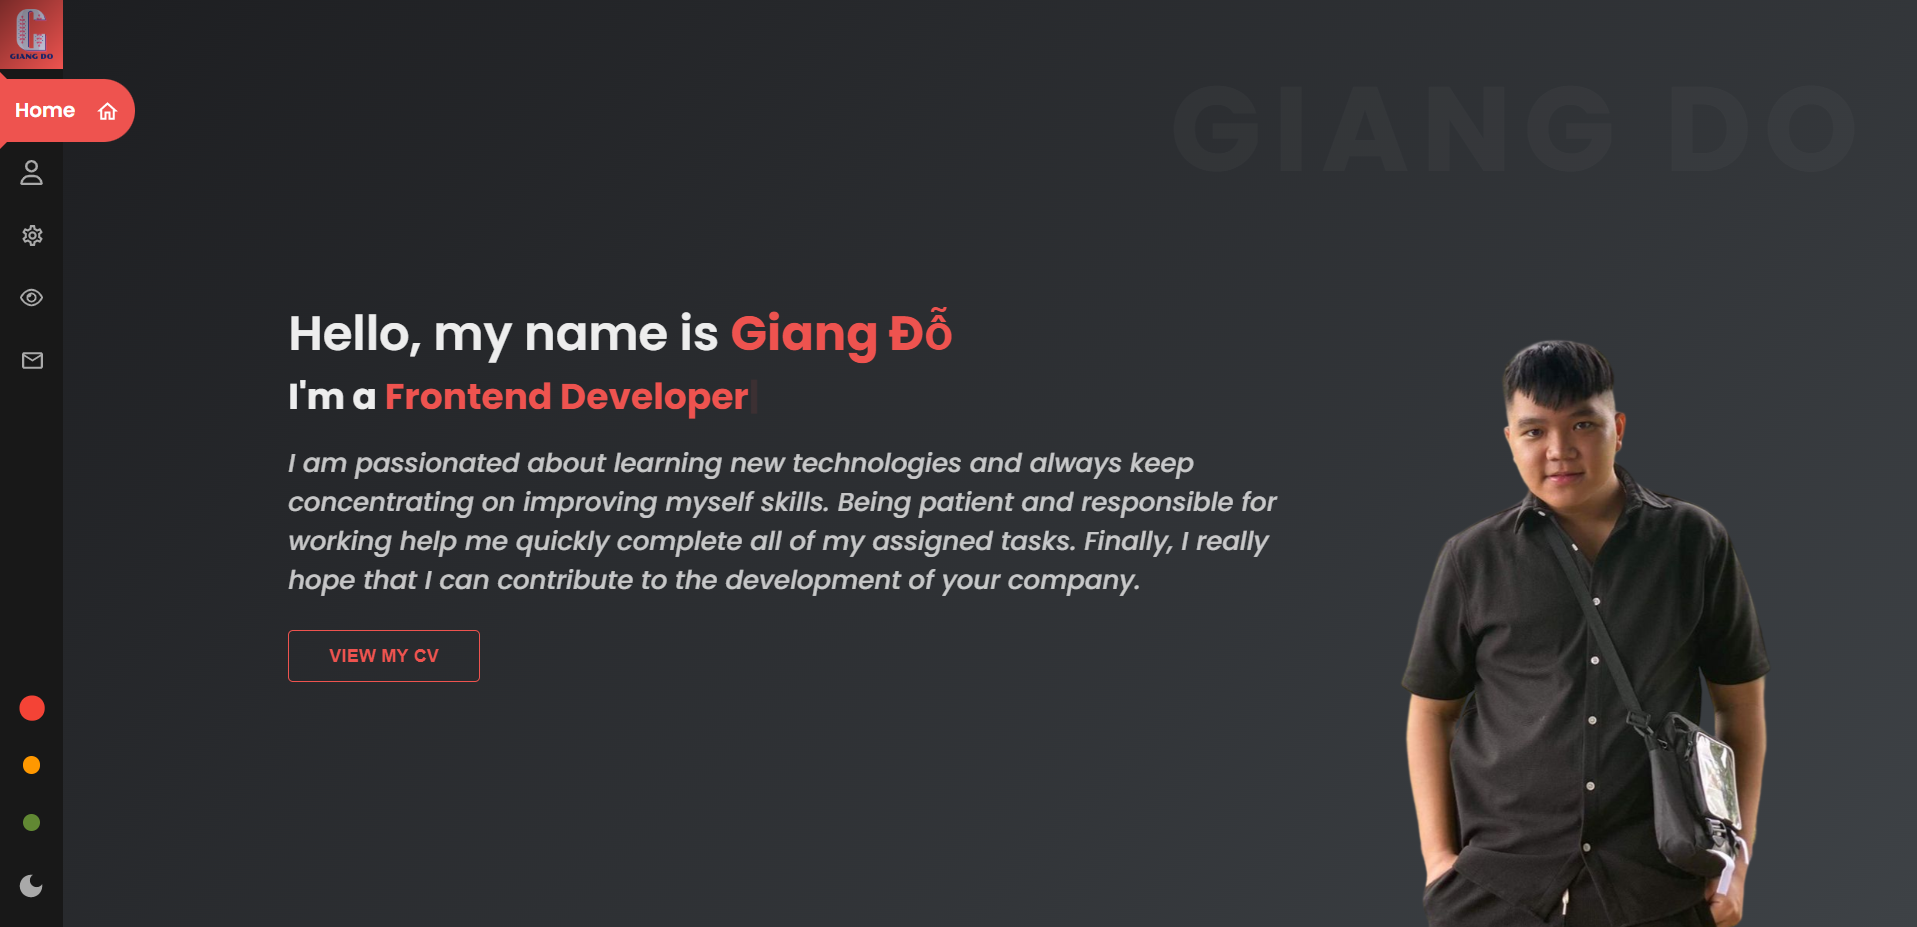 GIANG DO
GIANG DO
Home
Hello, my name is Giang Đỗ
I'm a Frontend Developer
I am passionated about learning new technologies and always keep
concentrating on improving myself skills. Being patient and responsible for
working help me quickly complete all of my assigned tasks. Finally, I really
hope that I can contribute to the development of your company.
VIEW MY CV